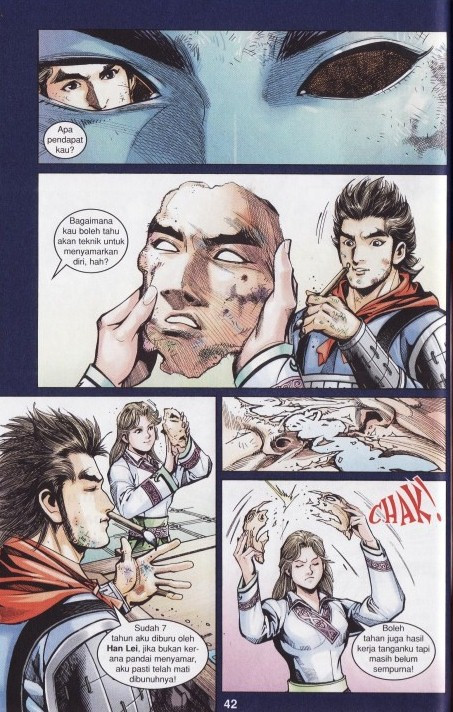 Apa
pendapat
kau?
Bagaimana
kau boleh tahu
akan teknik untuk
menyamarkan
diri, hah?
Sudah 7
tahun aku diburu oleh
Han Lei, jika bukan ker-
ana pandai menyamar,
aku pasti telah mati
dibunuhnya!
CHAK!
Boleh
tahan juga hasil
kerja tanganku tapi
masih belum
sempurna!
42